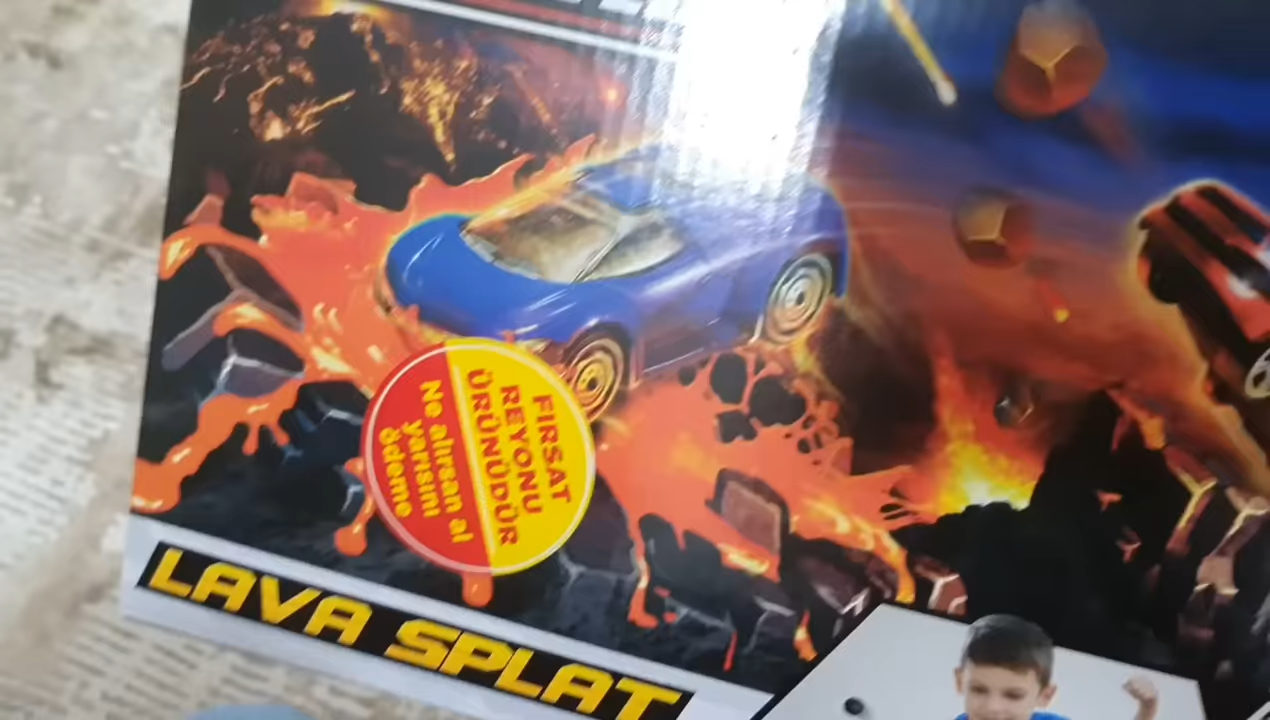 FIRSAT
REYONU
ÜRÜNÜDÜR
Ne alırsan al
yarısını
ödeme
LAVA SPLAT